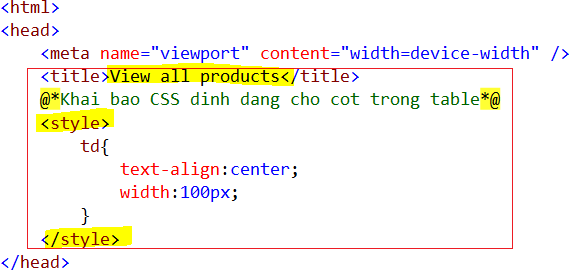 <html>
<head>
<meta name="viewport" content="width=device-width" />
<title>View all products</title>
@*Khai bao CSS dinh dang cho cot trong table*@
<style>
td{
text-align:center;
width:100px;
}
</style>
</head>